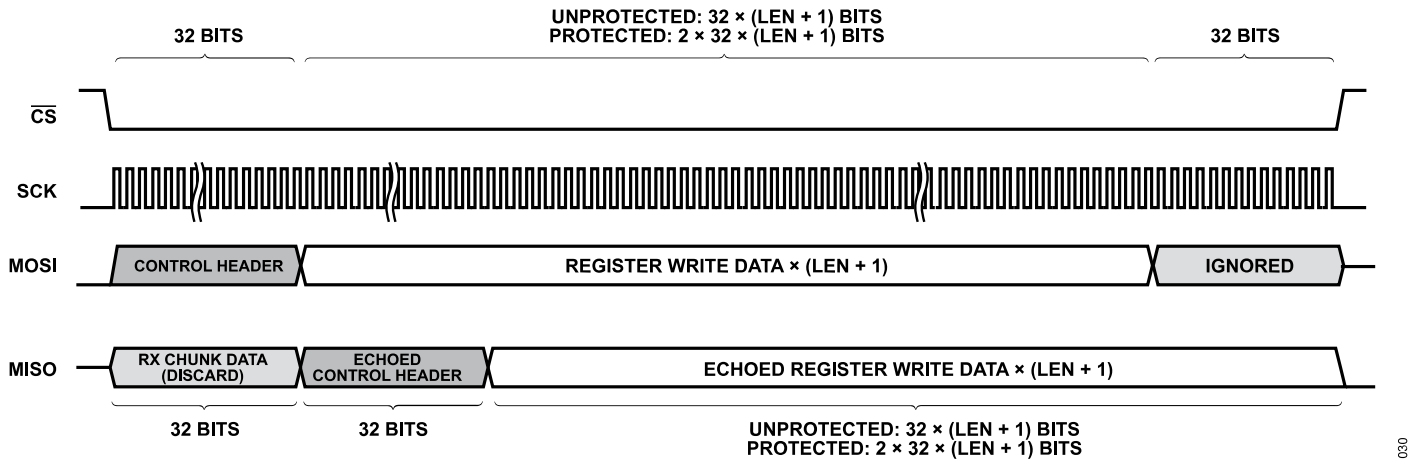 UNPROTECTED: 32 × (LEN + 1) BITS
32 BITS
PROTECTED: 2 × 32 × (LEN + 1) BITS
32 BITS
CS
SCK
MOSI
CONTROL HEADER
REGISTER WRITE DATA × (LEN + 1)
IGNORED
MISO
RX CHUNK DATA
(DISCARD)
ECHOED
CONTROL HEADER
ECHOED REGISTER WRITE DATA × (LEN + 1)
32 BITS
32 BITS
UNPROTECTED: 32 × (LEN + 1) BITS
PROTECTED: 2 × 32 × (LEN + 1) BITS
030